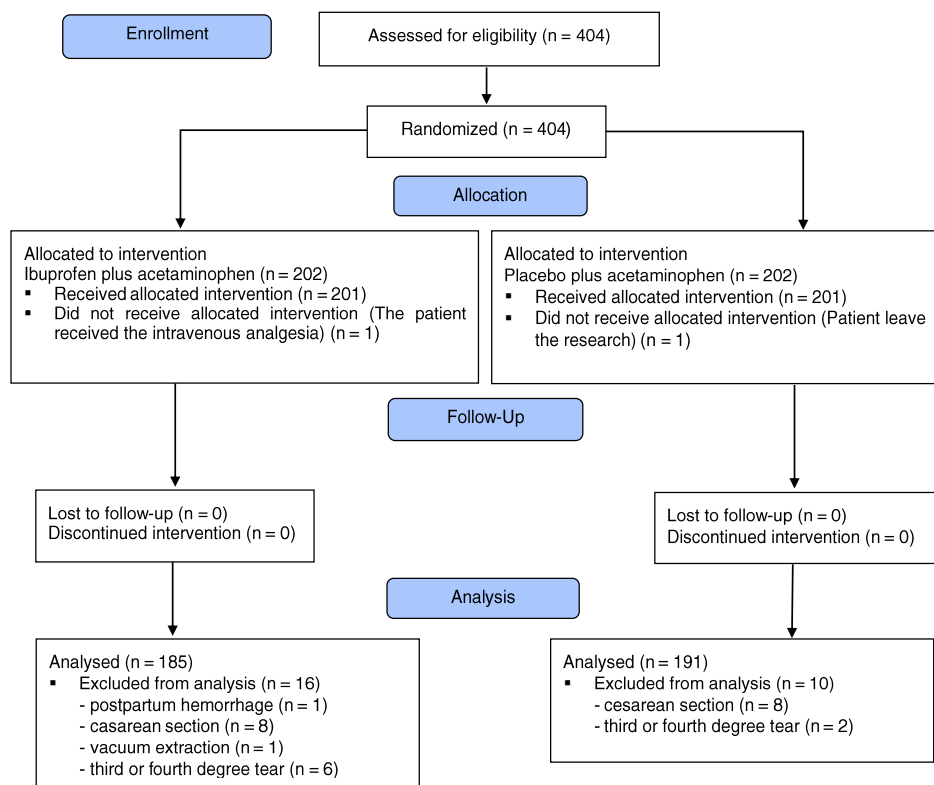 Enrollment
Assessed for eligibility (n = 404)
Randomized (n = 404)
Allocation
Allocated to intervention
Ibuprofen plus acetaminophen (n = 202)
▪ Received allocated intervention (n = 201)
▪ Did not receive allocated intervention (The patient
received the intravenous analgesia) (n = 1)
Allocated to intervention
Placebo plus acetaminophen (n = 202)
▪ Received allocated intervention (n = 201)
▪ Did not receive allocated intervention (Patient leave
the research) (n = 1)
Follow-Up
Lost to follow-up (n = 0)
Discontinued intervention (n = 0)
Lost to follow-up (n = 0)
Discontinued intervention (n = 0)
Analysis
Analysed (n = 185)
▪ Excluded from analysis (n = 16)
- postpartum hemorrhage (n = 1)
- casarean section (n = 8)
- vacuum extraction (n = 1)
- third or fourth degree tear (n = 6)
Analysed (n = 191)
▪ Excluded from analysis (n = 10)
- cesarean section (n = 8)
- third or fourth degree tear (n = 2)